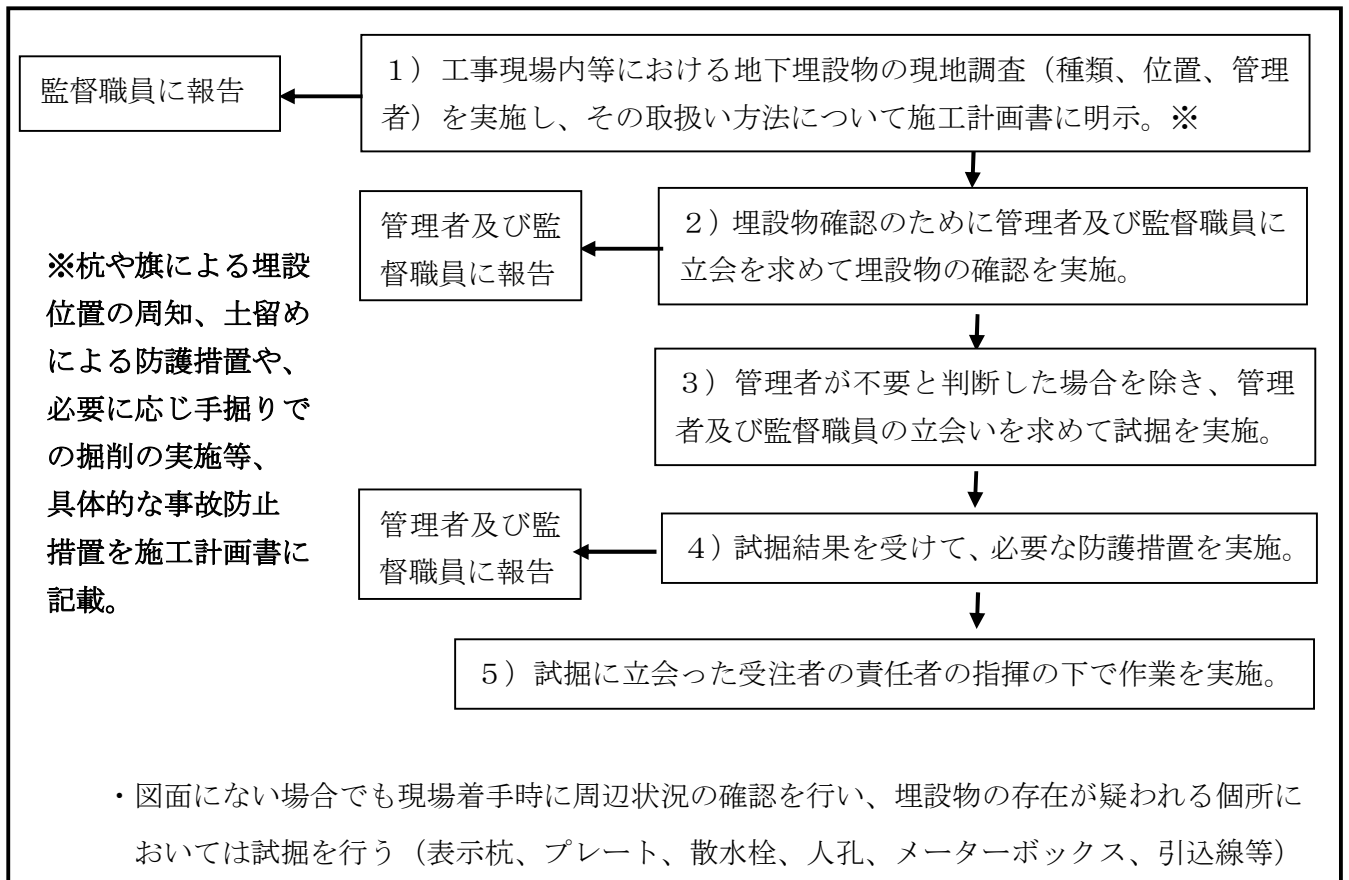 監督職員に報告
１）工事現場内等における地下埋設物の現地調査（種類、位置、管理
者）を実施し、その取扱い方法について施工計画書に明示。※
管理者及び監
督職員に報告
２）埋設物確認のために管理者及び監督職員に
立会を求めて埋設物の確認を実施。
※杭や旗による埋設
位置の周知、土留め
による防護措置や、
必要に応じ手掘りで
の掘削の実施等、
具体的な事故防止
措置を施工計画書に
記載。
３）管理者が不要と判断した場合を除き、管理
者及び監督職員の立会いを求めて試掘を実施。
管理者及び監
督職員に報告
４）試掘結果を受けて、必要な防護措置を実施。
５）試掘に立会った受注者の責任者の指揮の下で作業を実施。
・図面にない場合でも現場着手時に周辺状況の確認を行い、埋設物の存在が疑われる個所に
おいては試掘を行う（表示杭、プレート、散水栓、人孔、メーターボックス、引込線等）